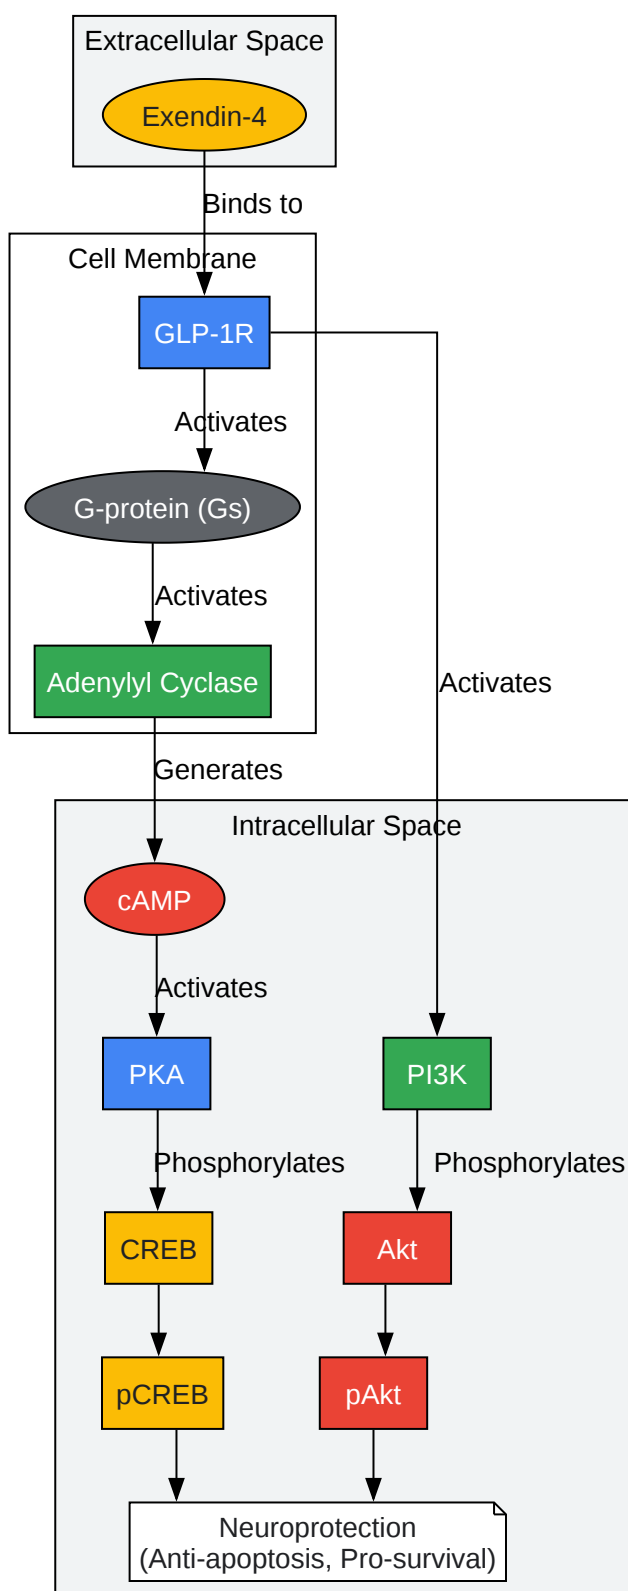 Extracellular Space
Exendin-4
Binds to
Cell Membrane
GLP-1R
Activates
G-protein (Gs)
Activates
Adenylyl Cyclase
Activates
Generates
Intracellular Space
cAMP
Activates
PKA
PI3K
Phosphorylates
Phosphorylates
CREB
Akt
pCREB
pAkt
Neuroprotection
(Anti-apoptosis, Pro-survival)